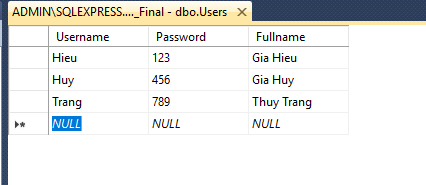 ADMIN\SQLEXPRESS...._Final - dbo.Users
Username Password Fullname
Hieu 123 Gia Hieu
Huy 456 Gia Huy
Trang 789 Thuy Trang
NULL NULL NULL